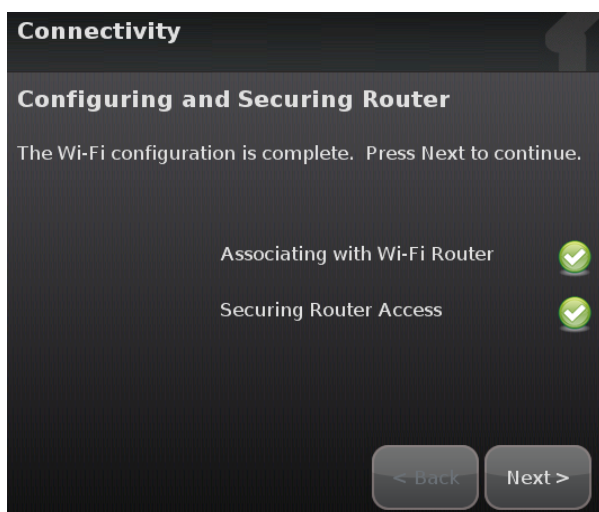 Connectivity
Configuring and Securing Router
The Wi-Fi configuration is complete.  Press Next to continue.
Associating with Wi-Fi Router
Securing Router Access
< Back
Next >